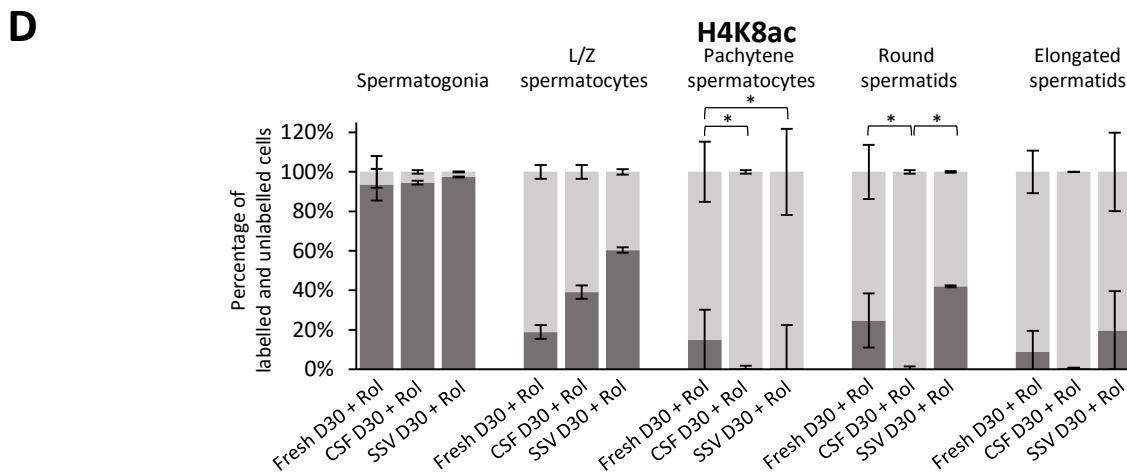 D
H4K8ac
Spermatogonia
L/Z
spermatocytes
Pachytene
spermatocytes
Round
spermatids
Elongated
spermatids
*
*
*
*
Percentage of
labelled and unlabelled cells
120%
100%
80%
60%
40%
20%
0%
Fresh D30 + Rol
CSF D30 + Rol
SSV D30 + Rol
Fresh D30 + Rol
CSF D30 + Rol
SSV D30 + Rol
Fresh D30 + Rol
CSF D30 + Rol
SSV D30 + Rol
Fresh D30 + Rol
CSF D30 + Rol
SSV D30 + Rol
Fresh D30 + Rol
CSF D30 + Rol
SSV D30 + Rol